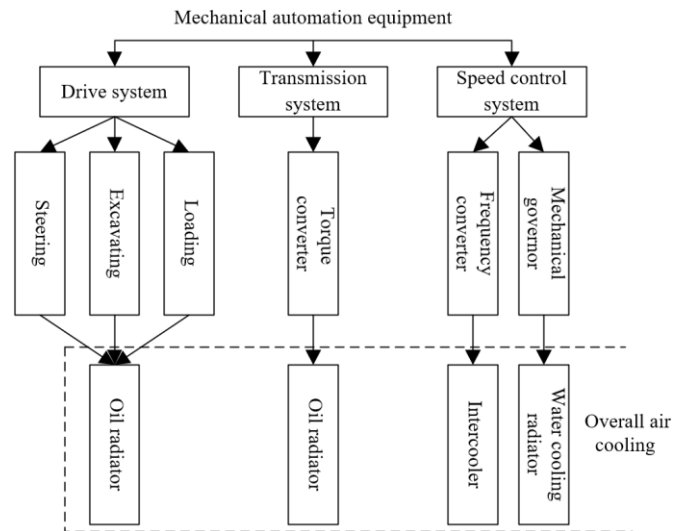 Mechanical automation equipment
Drive system
Transmission
system
Speed control
system
Steering
Excavating
Loading
Torque
converter
Frequency
converter
Mechanical
governor
Oil radiator
Oil radiator
Intercooler
Water cooling
radiator
Overall air
cooling